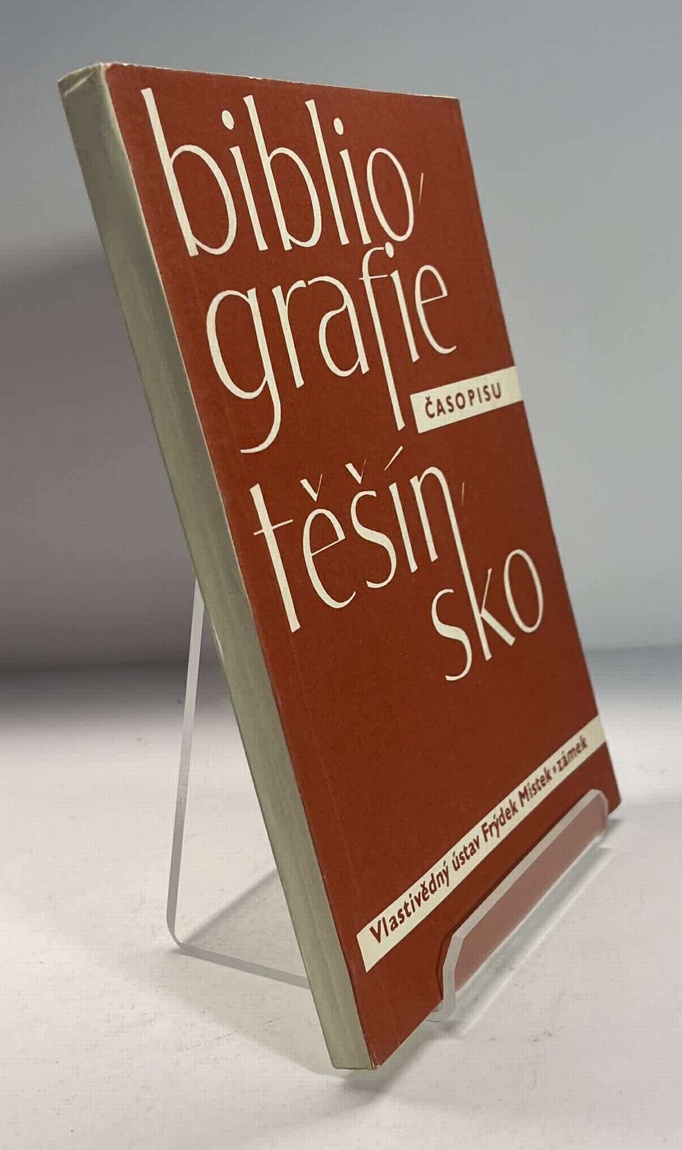 biblio/
grafie
ČASOPISU
těšín/
sko
Vlastivědný ústav Frýdek Místek * zámek